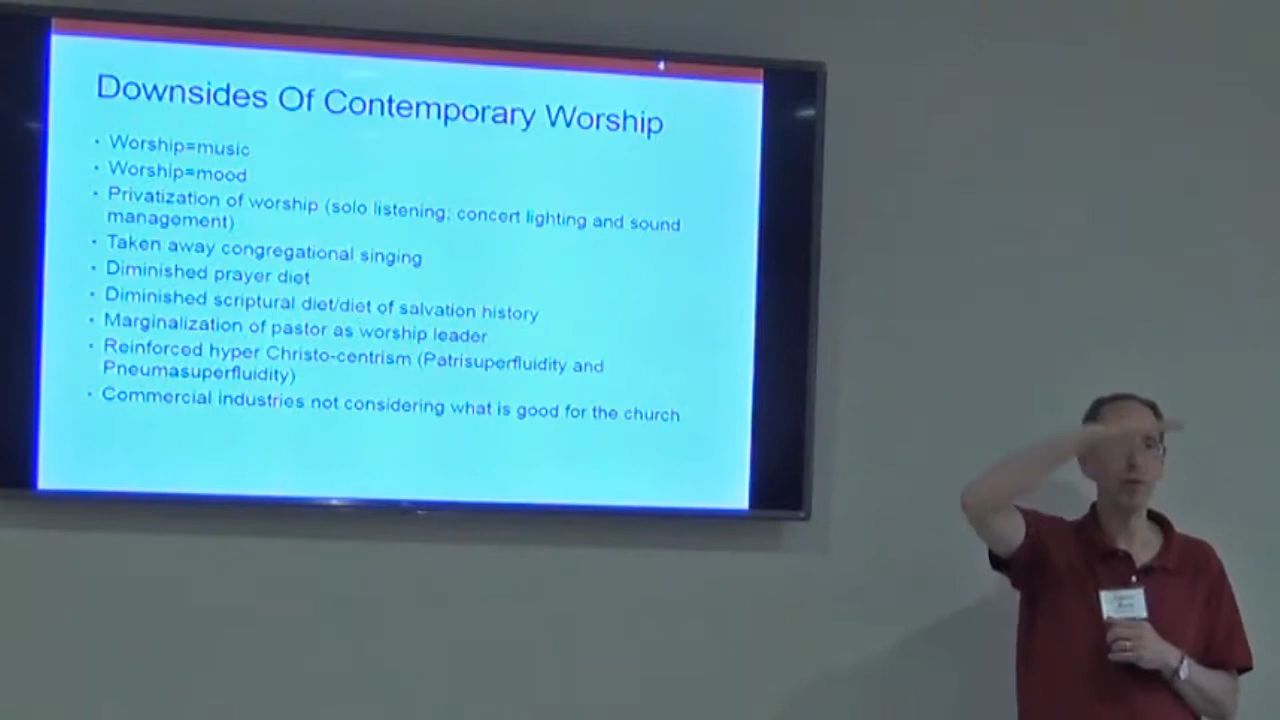 4
Downsides Of Contemporary Worship
• Worship=music
• Worship=mood
• Privatization of worship (solo listening; concert lighting and sound
management)
• Taken away congregational singing
• Diminished prayer diet
• Diminished scriptural diet/diet of salvation history
• Marginalization of pastor as worship leader
• Reinforced hyper Christo-centrism (Patrisuperfluidity and
Pneumasuperfluidity)
• Commercial industries not considering what is good for the church